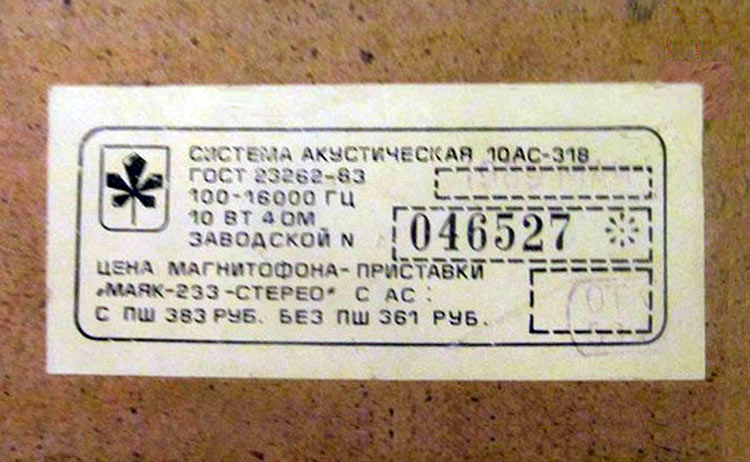 СИСТЕМА АКУСТИЧЕСКАЯ 10АС-318
ГОСТ 23262-83
100-16000 ГЦ
10 ВТ 4 ОМ
ЗАВОДСКОЙ N 046527
ЦЕНА МАГНИТОФОНА-ПРИСТАВКИ
„МАЯК-233-СТЕРЕО" С АС:
С ПШ 383 РУБ. БЕЗ ПШ 361 РУБ.
ОТ